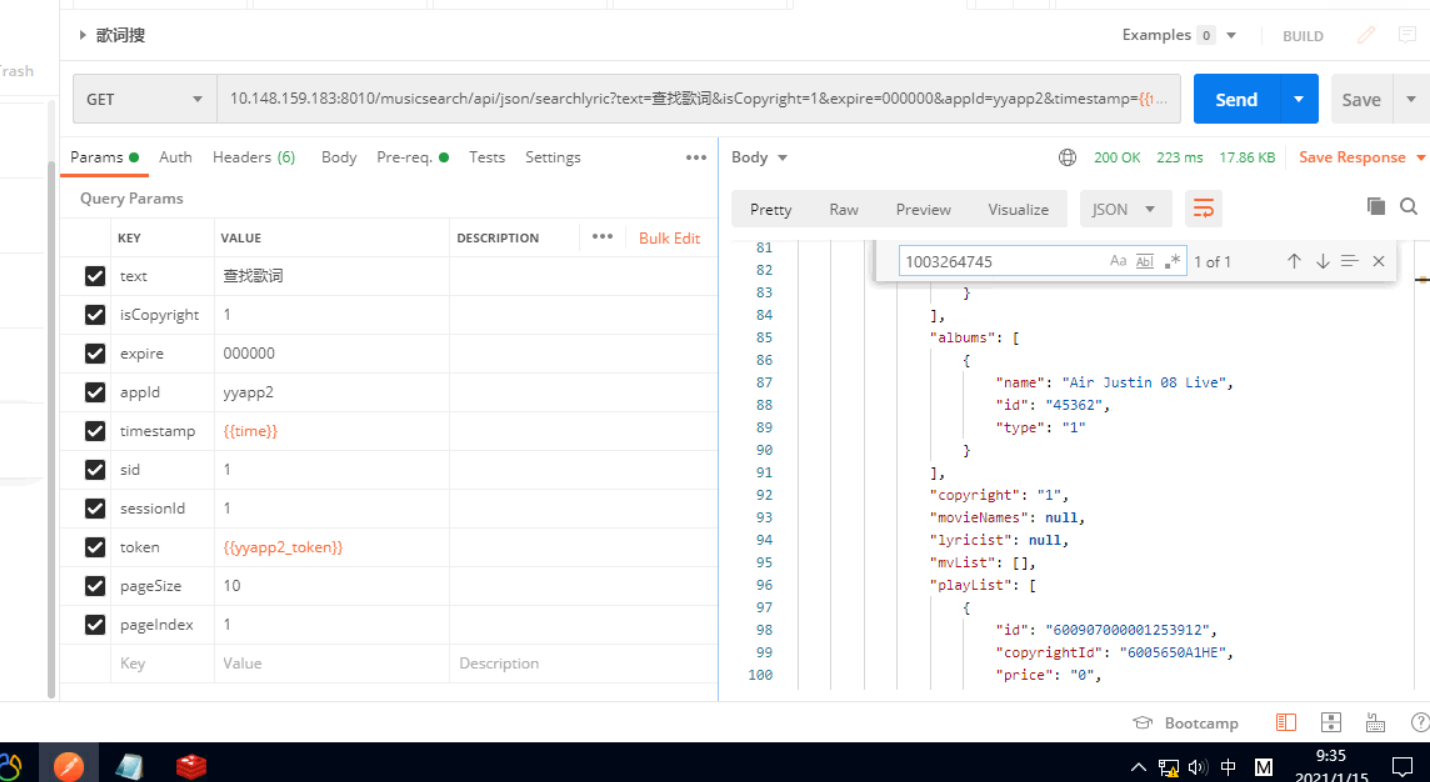 歌词搜
Examples 0
BUILD
Trash
GET
10.148.159.183:8010/musicsearch/api/json/searchlyric?text=查找歌词&isCopyright=1&expire=000000&appId=yyapp2&timestamp={{t...
Send
Save
Params
Auth
Headers (6)
Body
Pre-req.
Tests
Settings
Body
200 OK
223 ms
17.86 KB
Save Response
Query Params
Pretty
Raw
Preview
Visualize
JSON
KEY VALUE DESCRIPTION
Bulk Edit
text 查找歌词
isCopyright 1
expire 000000
appId yyapp2
timestamp {{time}}
sid 1
sessionId 1
token {{yyapp2_token}}
pageSize 10
pageIndex 1
Key Value Description
1003264745
Aa Abl .*
1 of 1
81
82
83 }
84 ],
85 "albums": [
86 {
87 "name": "Air Justin 08 Live",
88 "id": "45362",
89 "type": "1"
90 }
91 ],
92 "copyright": "1",
93 "movieNames": null,
94 "lyricist": null,
95 "mvList": [],
96 "playList": [
97 {
98 "id": "600907000001253912",
99 "copyrightId": "6005650A1HE",
100 "price": "0",
Bootcamp
中
M
9:35
2021/1/15